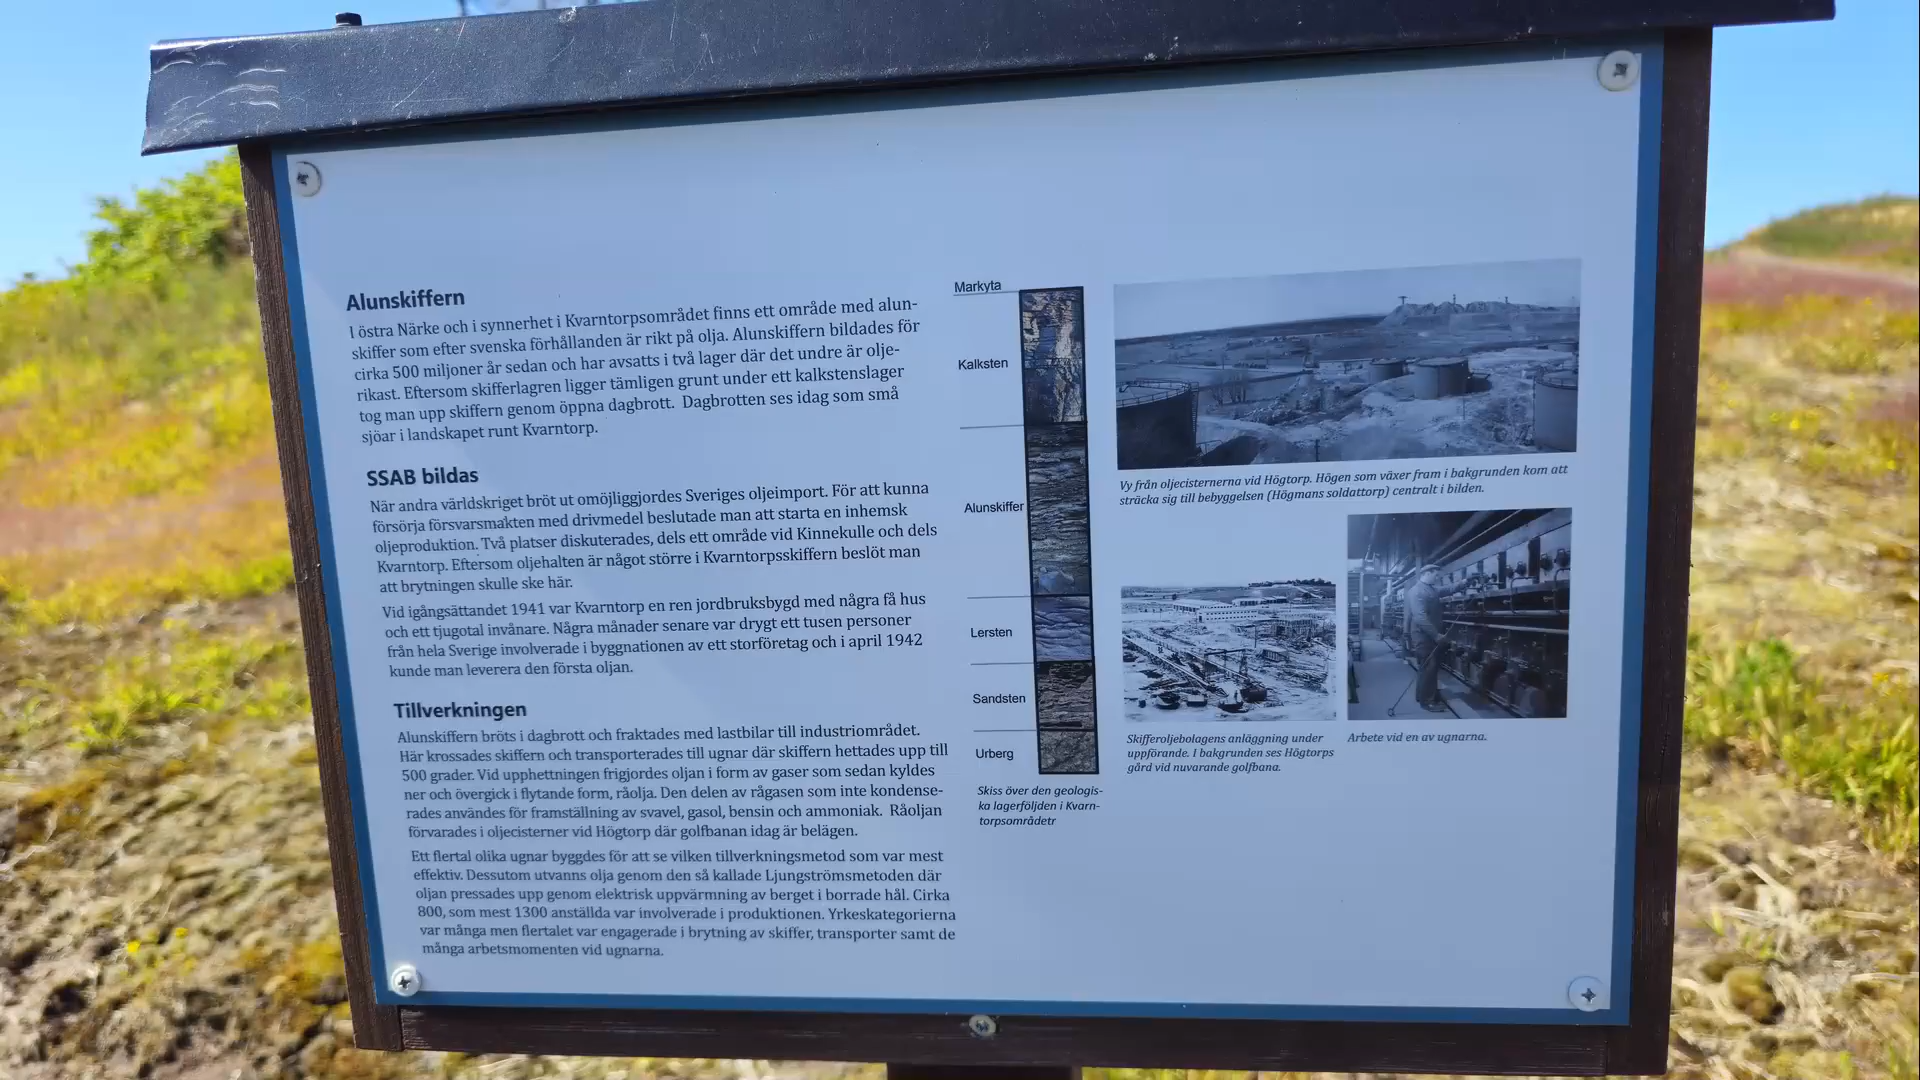 Alunskiffern
I östra Närke och i synnerhet i Kvarntorpsområdet finns ett område med alun-
skiffer som efter svenska förhållanden är rikt på olja. Alunskiffern bildades för
cirka 500 miljoner år sedan och har avsatts i två lager där det undre är olje-
rikast. Eftersom skifferlagren ligger tämligen grunt under ett kalkstenslager
tog man upp skiffern genom öppna dagbrott. Dagbrotten ses idag som små
sjöar i landskapet runt Kvarntorp.
SSAB bildas
När andra världskriget bröt ut omöjliggjordes Sveriges oljeimport. För att kunna
försörja försvarsmakten med drivmedel beslutade man att starta en inhemsk
oljeproduktion. Två platser diskuterades, dels ett område vid Kinnekulle och dels
Kvarntorp. Eftersom oljehalten är något större i Kvarntorpsskiffern beslöt man
att brytningen skulle ske här.
Vid igångsättandet 1941 var Kvarntorp en ren jordbruksbygd med några få hus
och ett tjugotal invånare. Några månader senare var drygt ett tusen personer
från hela Sverige involverade i byggnationen av ett storföretag och i april 1942
kunde man leverera den första oljan.
Tillverkningen
Alunskiffern bröts i dagbrott och fraktades med lastbilar till industriområdet.
Här krossades skiffern och transporterades till ugnar där skiffern hettades upp till
500 grader. Vid upphettningen frigjordes oljan i form av gaser som sedan kyldes
ner och övergick i flytande form, råolja. Den delen av rågasen som inte kondense-
rades användes för framställning av svavel, gasol, bensin och ammoniak. Råoljan
förvarades i oljecisterner vid Högtorp där golfbanan idag är belägen.
Ett flertal olika ugnar byggdes för att se vilken tillverkningsmetod som var mest
effektiv. Dessutom utvanns olja genom den så kallade Ljungströmsmetoden där
oljan pressades upp genom elektrisk uppvärmning av berget i borrade hål. Cirka
800, som mest 1300 anställda var involverade i produktionen. Yrkeskategorierna
var många men flertalet var engagerade i brytning av skiffer, transporter samt de
många arbetsmomenten vid ugnarna.
Markyta
Kalksten
Alunskiffer
Lersten
Sandsten
Urberg
Skiss över den geologis-
ka lagerföljden i Kvarn-
torpsområdetr
Vy från oljecisternerna vid Högtorp. Högen som växer fram i bakgrunden kom att
sträcka sig till bebyggelsen (Högmans soldattorp) centralt i bilden.
Skifferoljebolagens anläggning under
uppförande. I bakgrunden ses Högtorps
gård vid nuvarande golfbana.
Arbete vid en av ugnarna.